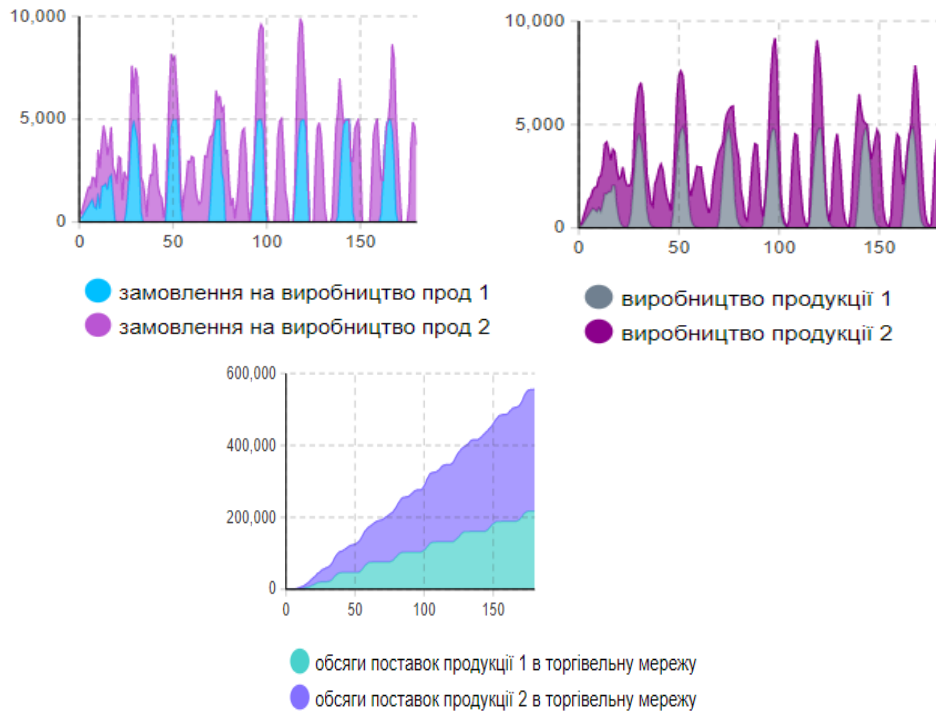 10,000
5,000
0
0 50 100 150
замовлення на виробництво прод 1
замовлення на виробництво прод 2
10,000
5,000
0
0 50 100 150
виробництво продукції 1
виробництво продукції 2
600,000
400,000
200,000
0
0 50 100 150
обсяги поставок продукції 1 в торгівельну мережу
обсяги поставок продукції 2 в торгівельну мережу